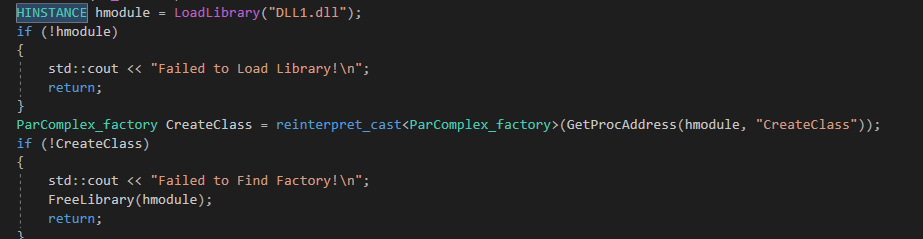 HINSTANCE hmodule = LoadLibrary("DLL1.dll");
if (!hmodule)
{
std::cout << "Failed to Load Library!\n";
return;
}
ParComplex_factory CreateClass = reinterpret_cast<ParComplex_factory>(GetProcAddress(hmodule, "CreateClass"));
if (!CreateClass)
{
std::cout << "Failed to Find Factory!\n";
FreeLibrary(hmodule);
return;
}